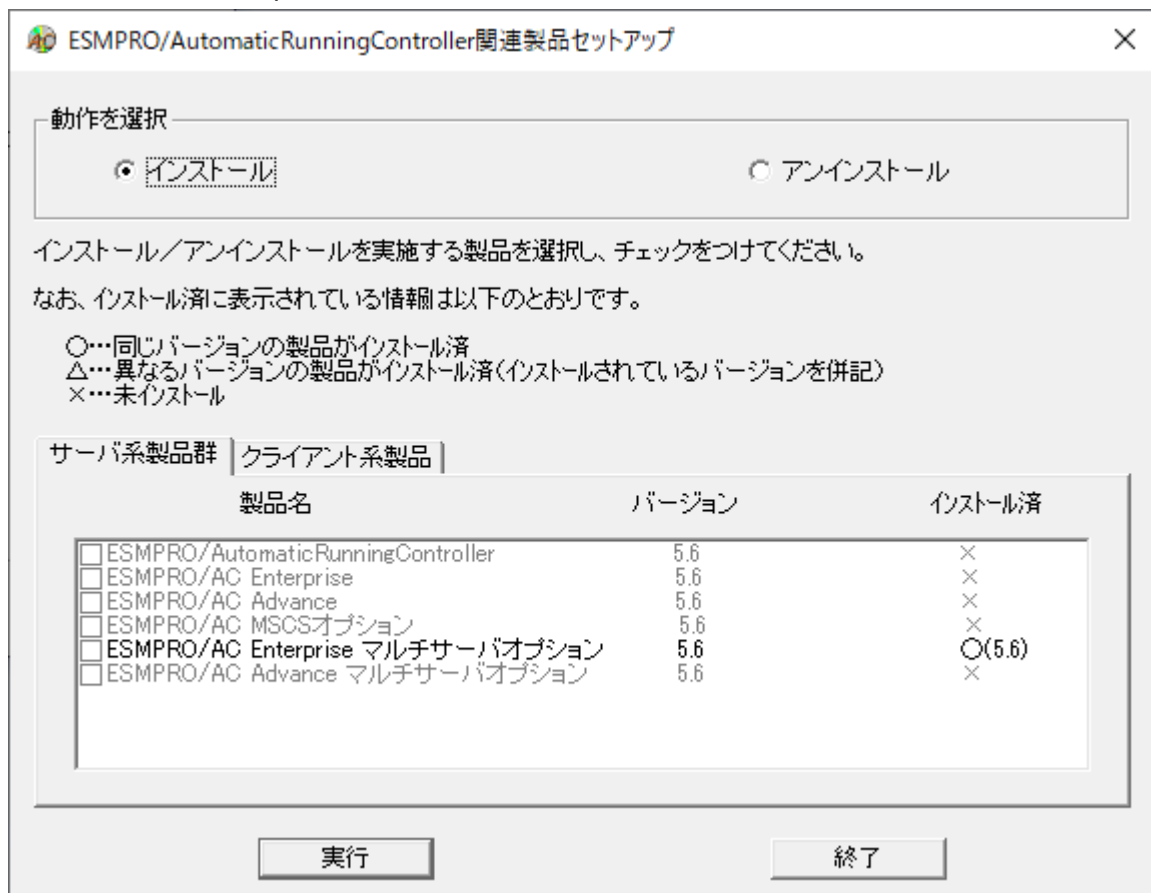 ESMPRO/AutomaticRunningController関連製品セットアップ
動作を選択
インストール アンインストール
インストール／アンインストールを実施する製品を選択し、チェックをつけてください。
なお、インストール済に表示されている情報は以下のとおりです。
○…同じバージョンの製品がインストール済
△…異なるバージョンの製品がインストール済(インストールされているバージョンを併記)
×…未インストール
サーバ系製品群 クライアント系製品
製品名 バージョン インストール済
ESMPRO/AutomaticRunningController 5.6 ×
ESMPRO/AC Enterprise 5.6 ×
ESMPRO/AC Advance 5.6 ×
ESMPRO/AC MSCSオプション 5.6 ×
ESMPRO/AC Enterprise マルチサーバオプション 5.6 ○(5.6)
ESMPRO/AC Advance マルチサーバオプション 5.6 ×
実行 終了